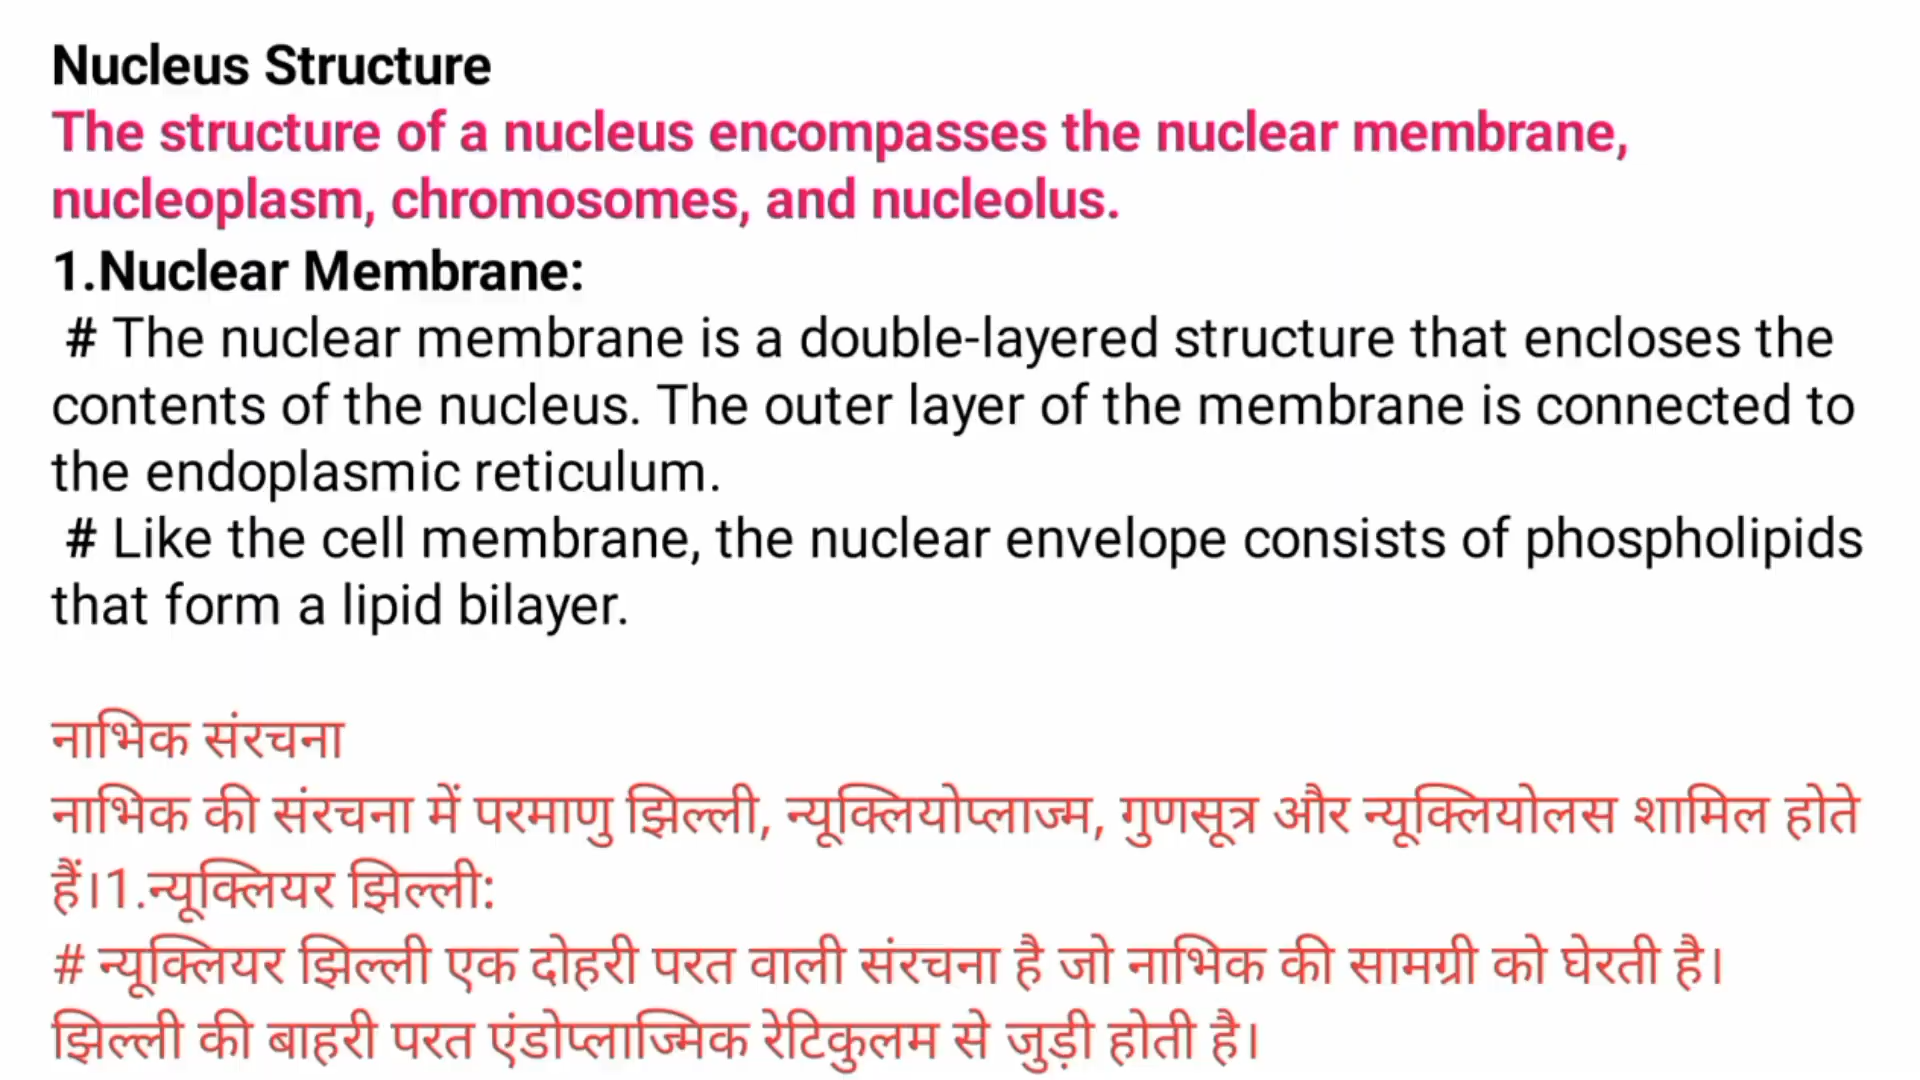 Nucleus Structure
The structure of a nucleus encompasses the nuclear membrane,
nucleoplasm, chromosomes, and nucleolus.
1.Nuclear Membrane:
# The nuclear membrane is a double-layered structure that encloses the
contents of the nucleus. The outer layer of the membrane is connected to
the endoplasmic reticulum.
# Like the cell membrane, the nuclear envelope consists of phospholipids
that form a lipid bilayer.
नाभिक संरचना
नाभिक की संरचना में परमाणु झिल्ली, न्यूक्लियोप्लाज्म, गुणसूत्र और न्यूक्लियोलस शामिल होते
हैं।1.न्यूक्लियर झिल्ली:
# न्यूक्लियर झिल्ली एक दोहरी परत वाली संरचना है जो नाभिक की सामग्री को घेरती है।
झिल्ली की बाहरी परत एंडोप्लाज्मिक रेटिकुलम से जुड़ी होती है।